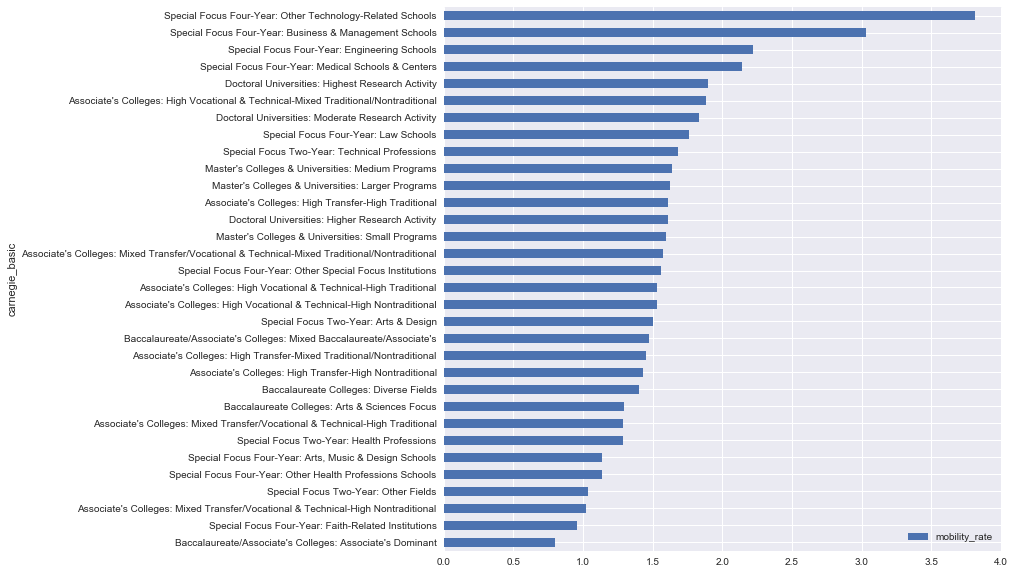 Special Focus Four-Year: Other Technology-Related Schools
Special Focus Four-Year: Business & Management Schools
Special Focus Four-Year: Engineering Schools
Special Focus Four-Year: Medical Schools & Centers
Doctoral Universities: Highest Research Activity
Associate's Colleges: High Vocational & Technical-Mixed Traditional/Nontraditional
Doctoral Universities: Moderate Research Activity
Special Focus Four-Year: Law Schools
Special Focus Two-Year: Technical Professions
Master's Colleges & Universities: Medium Programs
Master's Colleges & Universities: Larger Programs
Associate's Colleges: High Transfer-High Traditional
Doctoral Universities: Higher Research Activity
Master's Colleges & Universities: Small Programs
Associate's Colleges: Mixed Transfer/Vocational & Technical-Mixed Traditional/Nontraditional
Special Focus Four-Year: Other Special Focus Institutions
Associate's Colleges: High Vocational & Technical-High Traditional
Associate's Colleges: High Vocational & Technical-High Nontraditional
Special Focus Two-Year: Arts & Design
Baccalaureate/Associate's Colleges: Mixed Baccalaureate/Associate's
Associate's Colleges: High Transfer-Mixed Traditional/Nontraditional
Associate's Colleges: High Transfer-High Nontraditional
Baccalaureate Colleges: Diverse Fields
Baccalaureate Colleges: Arts & Sciences Focus
Associate's Colleges: Mixed Transfer/Vocational & Technical-High Traditional
Special Focus Two-Year: Health Professions
Special Focus Four-Year: Arts, Music & Design Schools
Special Focus Four-Year: Other Health Professions Schools
Special Focus Two-Year: Other Fields
Associate's Colleges: Mixed Transfer/Vocational & Technical-High Nontraditional
Special Focus Four-Year: Faith-Related Institutions
Baccalaureate/Associate's Colleges: Associate's Dominant
carnegie_basic
mobility_rate
0.0 0.5 1.0 1.5 2.0 2.5 3.0 3.5 4.0